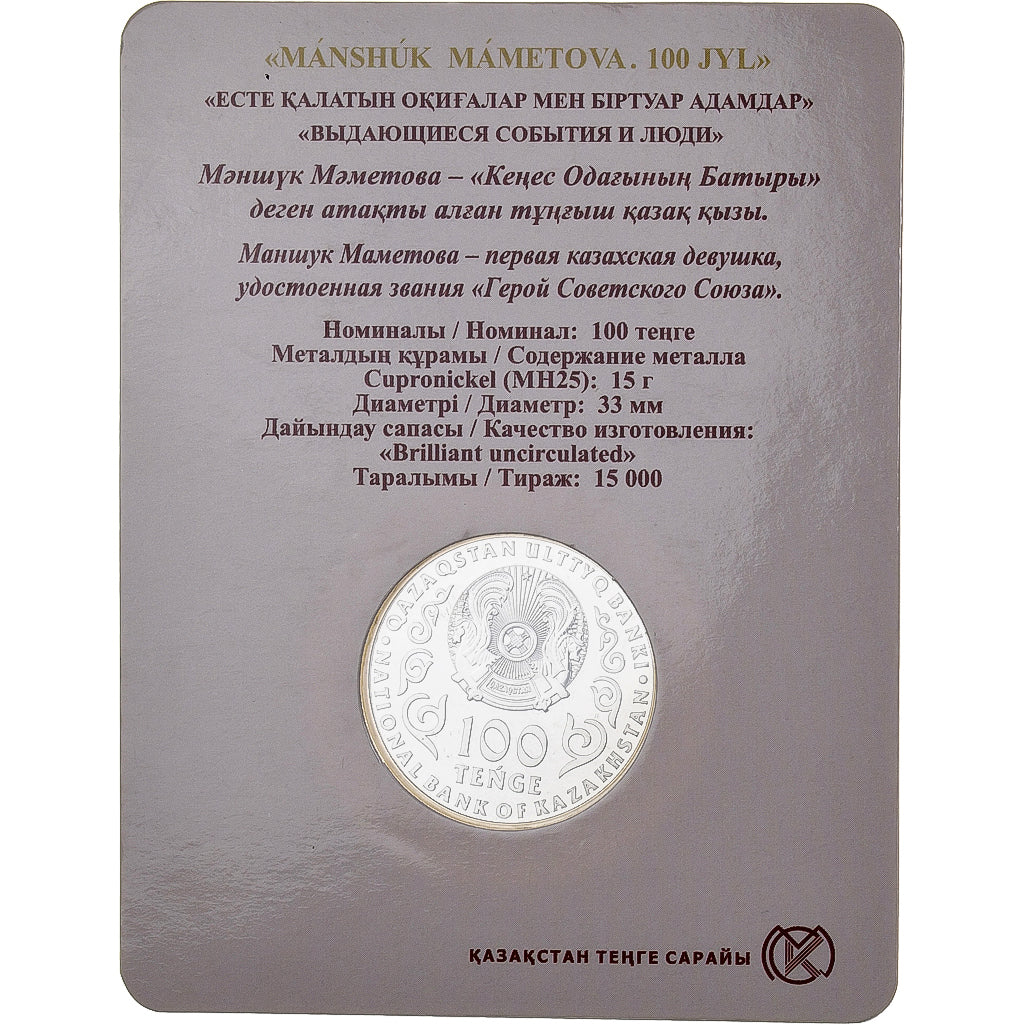 «MÁNSHÚK MÁMETOVA. 100 JYL»
«ЕСТЕ ҚАЛАТЫН ОҚИҒАЛАР МЕН БІРТУАР АДАМДАР»
«ВЫДАЮЩИЕСЯ СОБЫТИЯ И ЛЮДИ»
Мәншүк Мәметова – «Кеңес Одағының Батыры»
деген атақты алған тұңғыш қазақ қызы.
Маншук Маметова – первая казахская девушка,
удостоенная звания «Герой Советского Союза».
Номиналы / Номинал: 100 теңге
Металдың құрамы / Содержание металла
Cupronickel (МН25): 15 г
Диаметрі / Диаметр: 33 мм
Дайындау сапасы / Качество изготовления:
«Brilliant uncirculated»
Таралымы / Тираж: 15 000
QAZAQSTAN ULTTYQ BANKI
QAZAQSTAN
100
TEŃGE
NATIONAL BANK OF KAZAKHSTAN
ҚАЗАҚСТАН ТЕҢГЕ САРАЙЫ